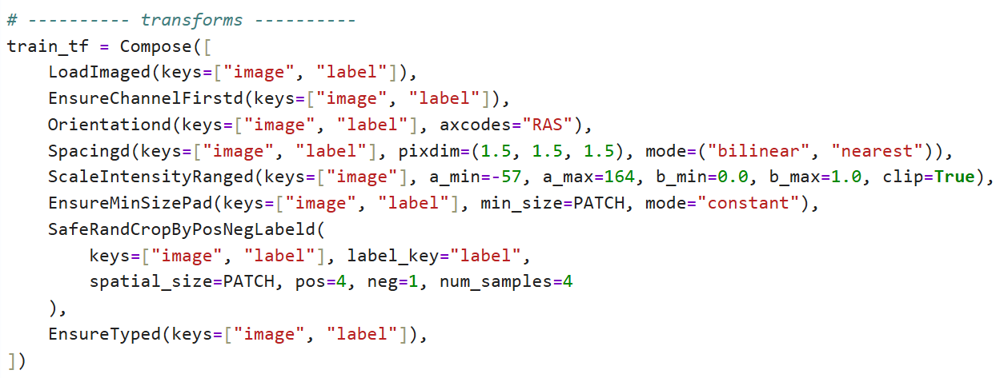 # ---------- transforms ----------
train_tf = Compose([
    LoadImaged(keys=["image", "label"]),
    EnsureChannelFirstd(keys=["image", "label"]),
    Orientationd(keys=["image", "label"], axcodes="RAS"),
    Spacingd(keys=["image", "label"], pixdim=(1.5, 1.5, 1.5), mode=("bilinear", "nearest")),
    ScaleIntensityRanged(keys=["image"], a_min=-57, a_max=164, b_min=0.0, b_max=1.0, clip=True),
    EnsureMinSizePad(keys=["image", "label"], min_size=PATCH, mode="constant"),
    SafeRandCropByPosNegLabeld(
        keys=["image", "label"], label_key="label",
        spatial_size=PATCH, pos=4, neg=1, num_samples=4
    ),
    EnsureTyped(keys=["image", "label"]),
])